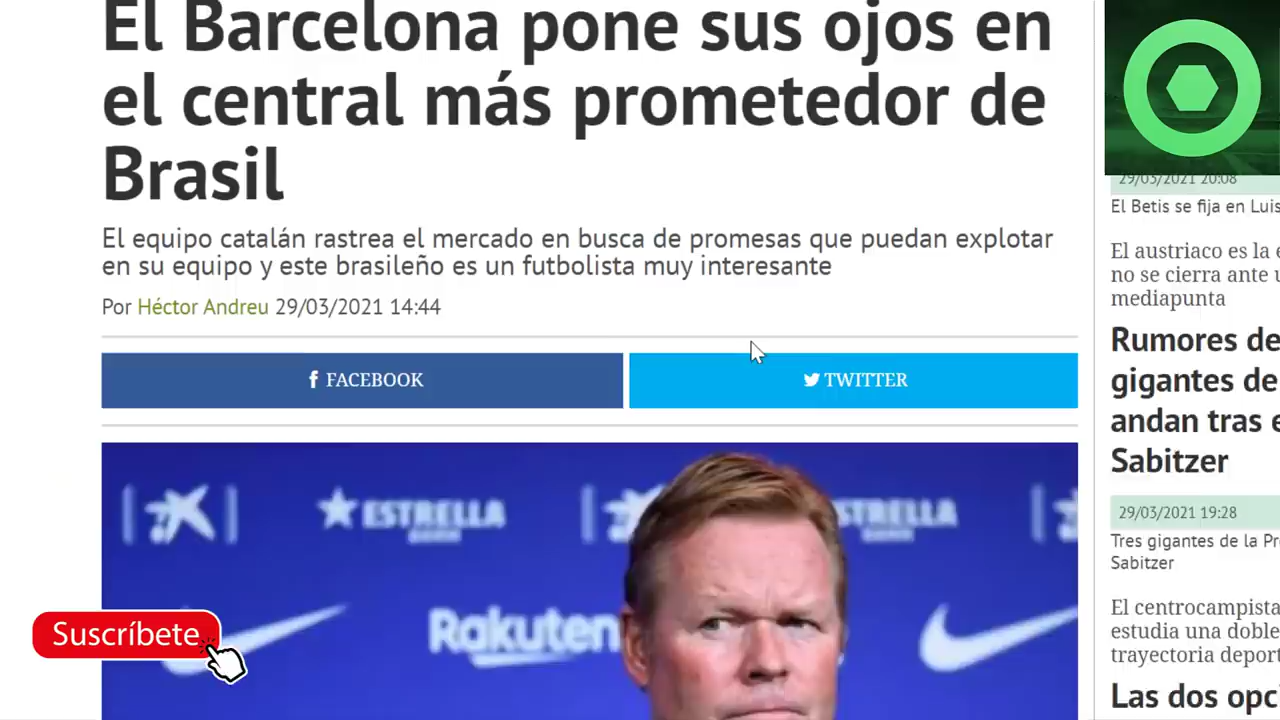 El Barcelona pone sus ojos en
el central más prometedor de
Brasil
El equipo catalán rastrea el mercado en busca de promesas que puedan explotar
en su equipo y este brasileño es un futbolista muy interesante
Por Héctor Andreu 29/03/2021 14:44
FACEBOOK
TWITTER
ESTRELLA
Rakuten
Suscríbete
29/03/2021 20:08
El Betis se fija en Luis
El austriaco es la
no se cierra ante
mediapunta
Rumores de
gigantes de
andan tras
Sabitzer
29/03/2021 19:28
Tres gigantes de la
Sabitzer
El centrocampista
estudia una doble
trayectoria
Las dos